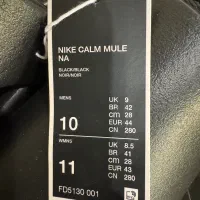 NIKE CALM MULE
NA
BLACK/BLACK
NOIR/NOIR
MENS
10
UK 9
BR 42
cm 28
EUR 44
CN 280
WMNS
11
UK 8.5
BR 41
cm 28
EUR 43
CN 280
FD5130 001